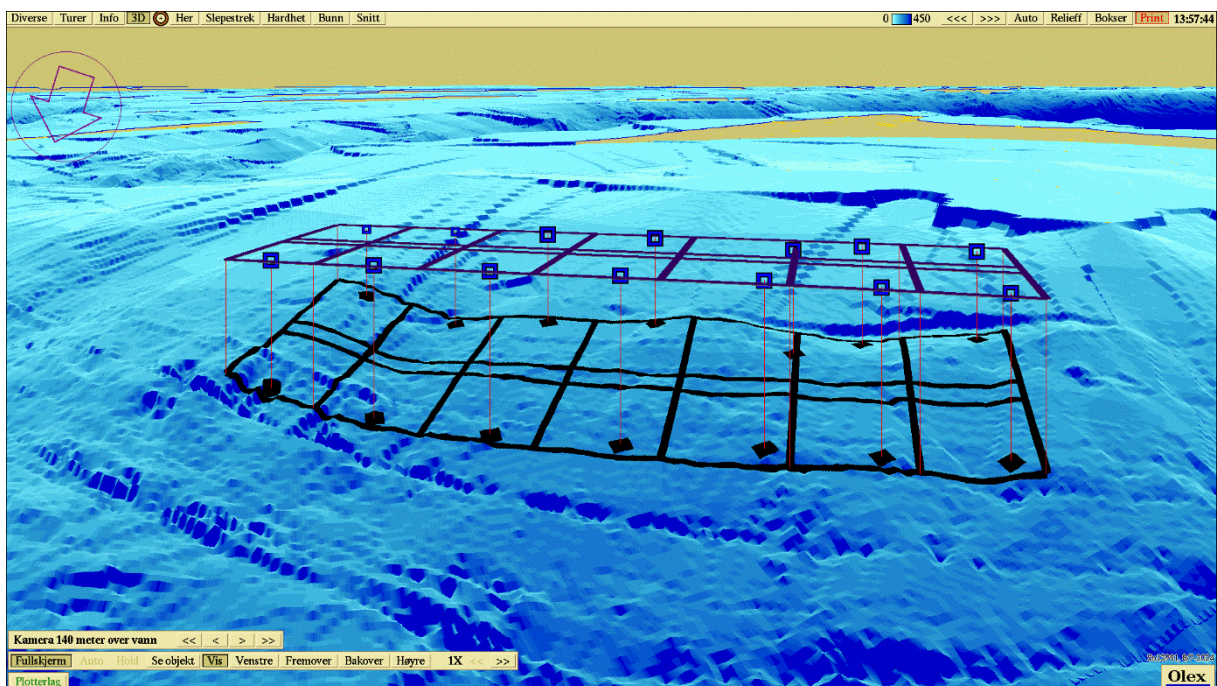 Diverse Turer Info 3D Her Slepestrek Hardhet Bunn Snitt 0 450 <<< >>> Auto Relieff Bokser Print 13:57:44
Kamera 140 meter over vann << < > >>
Fullskjerm Auto Hold Se objekt Vis Venstre Fremover Bakover Høyre 1X << >>
Plotterlag Olex